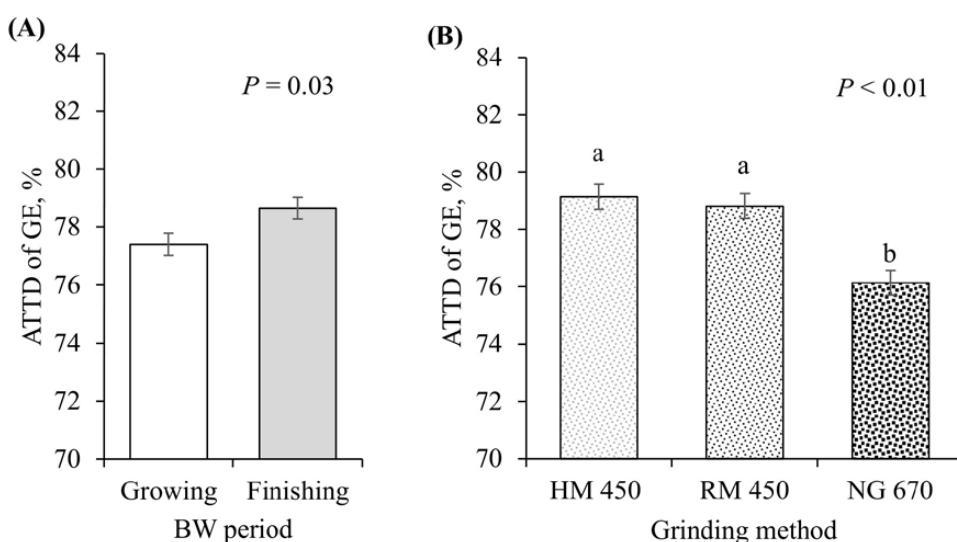 (A)
84
82
80
78
76
74
72
70
ATTD of GE, %
P = 0.03
Growing Finishing
BW period
(B)
84
82
80
78
76
74
72
70
ATTD of GE, %
P < 0.01
a
a
b
HM 450 RM 450 NG 670
Grinding method